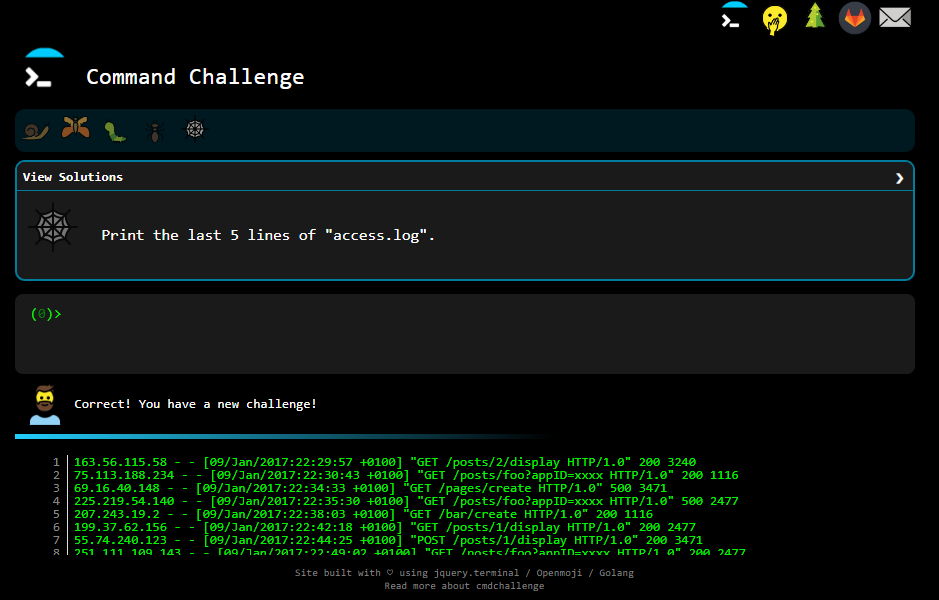 Command Challenge
View Solutions ❯
Print the last 5 lines of "access.log".
(0)>
Correct! You have a new challenge!
1 163.56.115.58 - - [09/Jan/2017:22:29:57 +0100] "GET /posts/2/display HTTP/1.0" 200 3240
2 75.113.188.234 - - [09/Jan/2017:22:30:43 +0100] "GET /posts/foo?appID=xxxx HTTP/1.0" 200 1116
3 69.16.40.148 - - [09/Jan/2017:22:34:33 +0100] "GET /pages/create HTTP/1.0" 500 3471
4 225.219.54.140 - - [09/Jan/2017:22:35:30 +0100] "GET /posts/foo?appID=xxxx HTTP/1.0" 500 2477
5 207.243.19.2 - - [09/Jan/2017:22:38:03 +0100] "GET /bar/create HTTP/1.0" 200 1116
6 199.37.62.156 - - [09/Jan/2017:22:42:18 +0100] "GET /posts/1/display HTTP/1.0" 200 2477
7 55.74.240.123 - - [09/Jan/2017:22:44:25 +0100] "POST /posts/1/display HTTP/1.0" 200 3471
8 251.111.109.143 - - [09/Jan/2017:22:49:02 +0100] "GET /posts/foo?appID=xxxx HTTP/1.0" 200 2477
Site built with ♡ using jquery.terminal / Openmoji / Golang
Read more about cmdchallenge